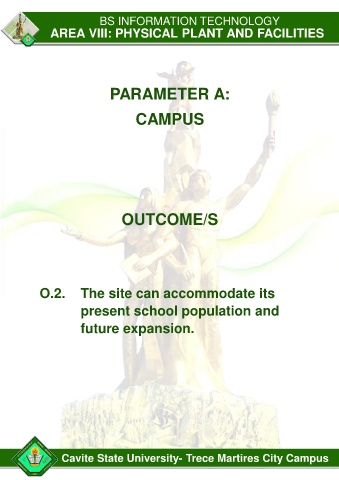 BS INFORMATION TECHNOLOGY
AREA VIII: PHYSICAL PLANT AND FACILITIES
PARAMETER A:
CAMPUS
OUTCOME/S
O.2. The site can accommodate its
present school population and
future expansion.
Cavite State University- Trece Martires City Campus